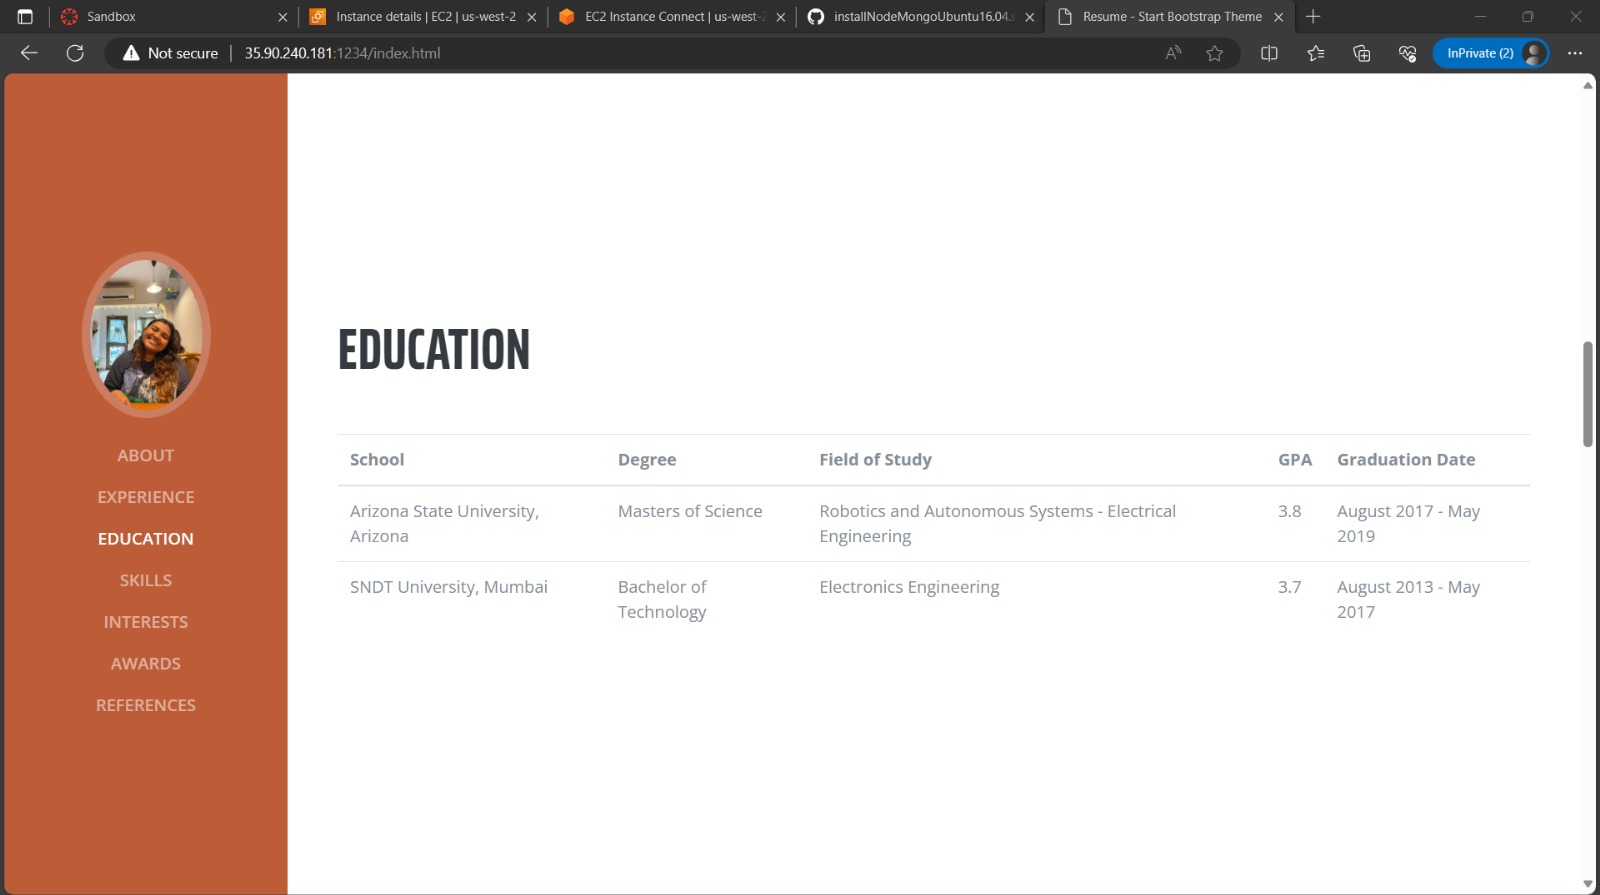 Sandbox
Instance details | EC2 | us-west-2
EC2 Instance Connect | us-west-2
installNodeMongoUbuntu16.04.s
Resume - Start Bootstrap Theme
Not secure
35.90.240.181:1234/index.html
InPrivate (2)
ABOUT
EXPERIENCE
EDUCATION
SKILLS
INTERESTS
AWARDS
REFERENCES
EDUCATION
School Degree Field of Study GPA Graduation Date
Arizona State University, Masters of Science Robotics and Autonomous Systems - Electrical 3.8 August 2017 - May
Arizona Engineering 2019
SNDT University, Mumbai Bachelor of Electronics Engineering 3.7 August 2013 - May
Technology 2017